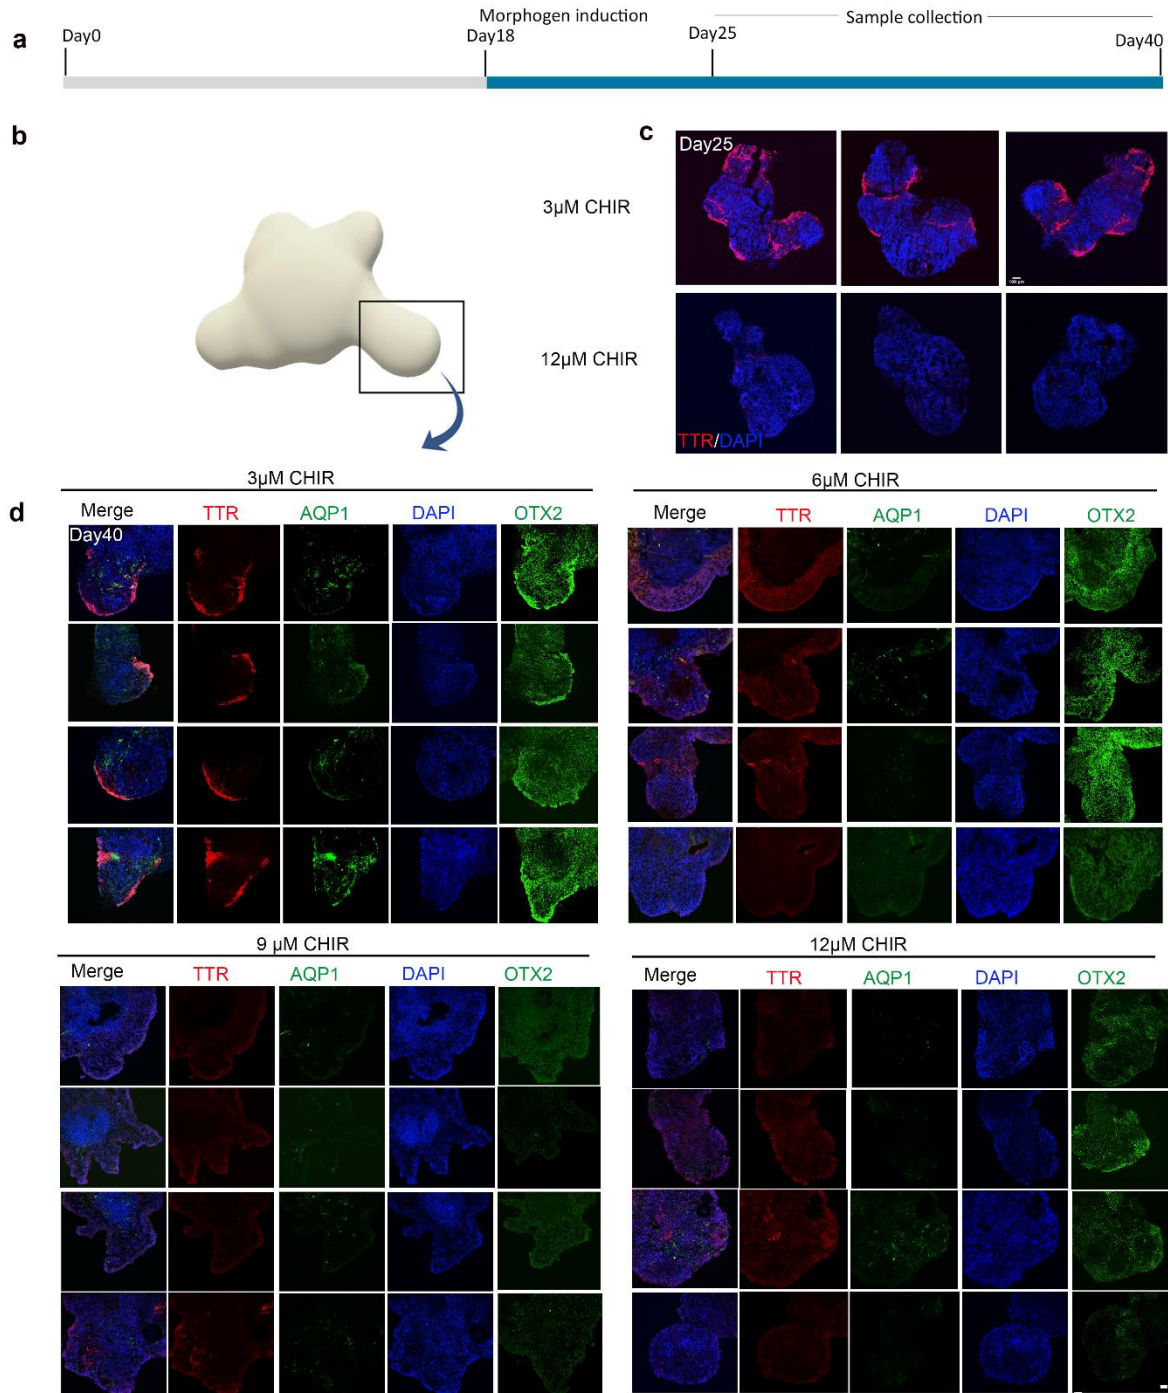 a
Morphogen induction
Sample collection
Day0
Day18
Day25
Day40
b
c
Day25
3µM CHIR
12µM CHIR
TTR/DAPI
100 µm
3µM CHIR
6µM CHIR
d
Merge TTR AQP1 DAPI OTX2
Merge TTR AQP1 DAPI OTX2
Day40
9 µM CHIR
12µM CHIR
Merge TTR AQP1 DAPI OTX2
Merge TTR AQP1 DAPI OTX2